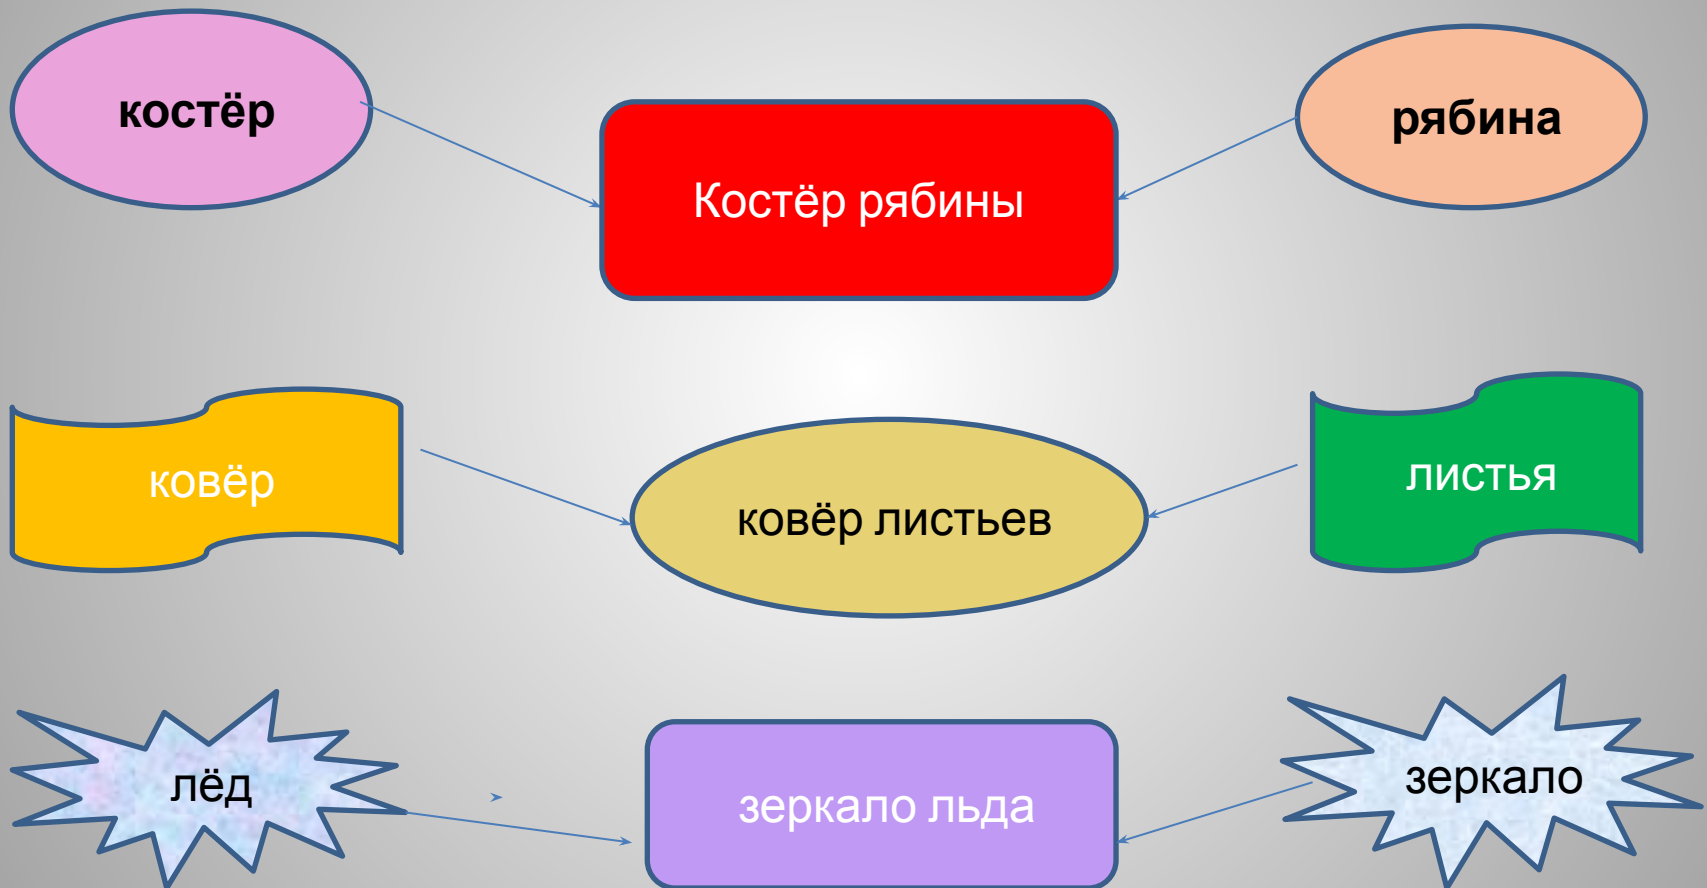 костёр
Костёр рябины
рябина
ковёр
ковёр листьев
листья
лёд
зеркало льда
зеркало